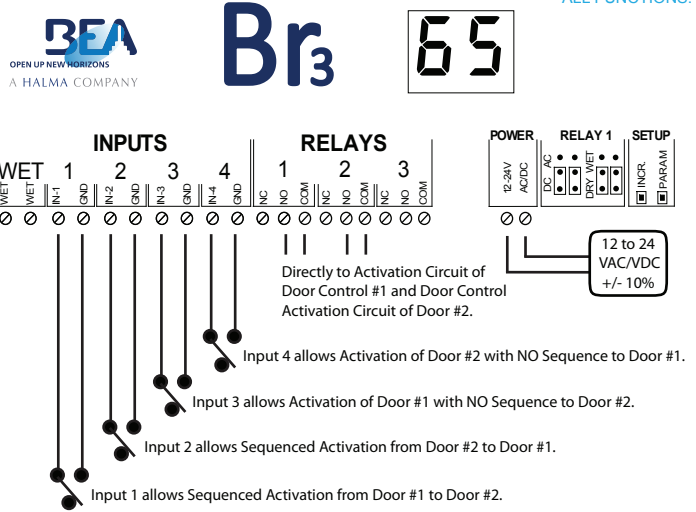 ALL FUNCTIONS.
BEA
OPEN UP NEW HORIZONS
A HALMA COMPANY
Br3
65
INPUTS
RELAYS
POWER
RELAY 1
SETUP
WET 1 2 3 4 1 2 3
WET WET IN-1 GND IN-2 GND IN-3 GND IN-4 GND NC NO COM NC NO COM NC NO COM
12-24V
AC/DC
DC AC
DRY WET
INCR.
PARAM
12 to 24
VAC/VDC
+/- 10%
Directly to Activation Circuit of
Door Control #1 and Door Control
Activation Circuit of Door #2.
Input 4 allows Activation of Door #2 with NO Sequence to Door #1.
Input 3 allows Activation of Door #1 with NO Sequence to Door #2.
Input 2 allows Sequenced Activation from Door #2 to Door #1.
Input 1 allows Sequenced Activation from Door #1 to Door #2.